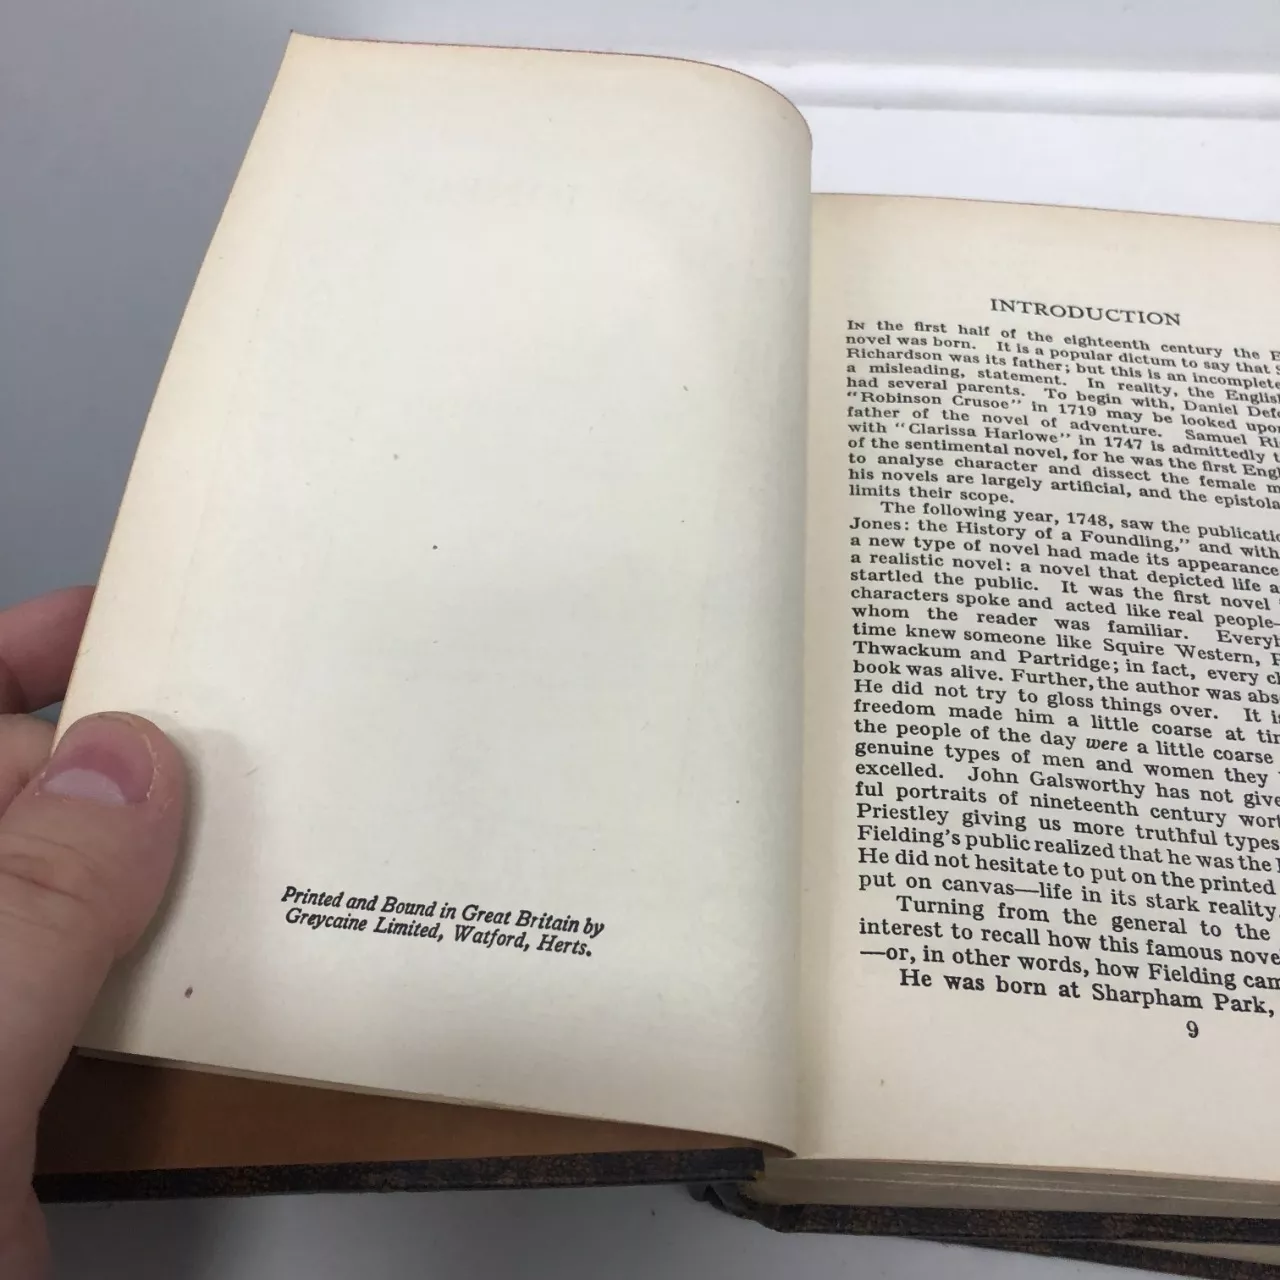 Printed and Bound in Great Britain by
Greycaine Limited, Watford, Herts.
INTRODUCTION
IN the first half of the eighteenth century the
novel was born. It is a popular dictum to say that
Richardson was its father; but this is an incomplete
a misleading, statement. In reality, the
had several parents. To begin with, Daniel
"Robinson Crusoe" in 1719 may be looked
father of the novel of adventure. Samuel
with "Clarissa Harlowe" in 1747 is admittedly
of the sentimental novel, for he was the first
to analyse character and dissect the female
his novels are largely artificial, and the
limits their scope.
The following year, 1748, saw the
Jones: the History of a Foundling," and with
a new type of novel had made its appearance
a realistic novel: a novel that depicted life
startled the public. It was the first novel
characters spoke and acted like real people—
whom the reader was familiar.
time knew someone like Squire Western,
Thwackum and Partridge; in fact, every
book was alive. Further, the author was
He did not try to gloss things over. It
freedom made him a little coarse at
the people of the day were a little coarse
genuine types of men and women they
excelled. John Galsworthy has not
ful portraits of nineteenth century
Priestley giving us more truthful types
Fielding's public realized that he was the
He did not hesitate to put on the printed
put on canvas—life in its stark reality.
Turning from the general to the
interest to recall how this famous
—or, in other words, how Fielding
He was born at Sharpham Park,
9